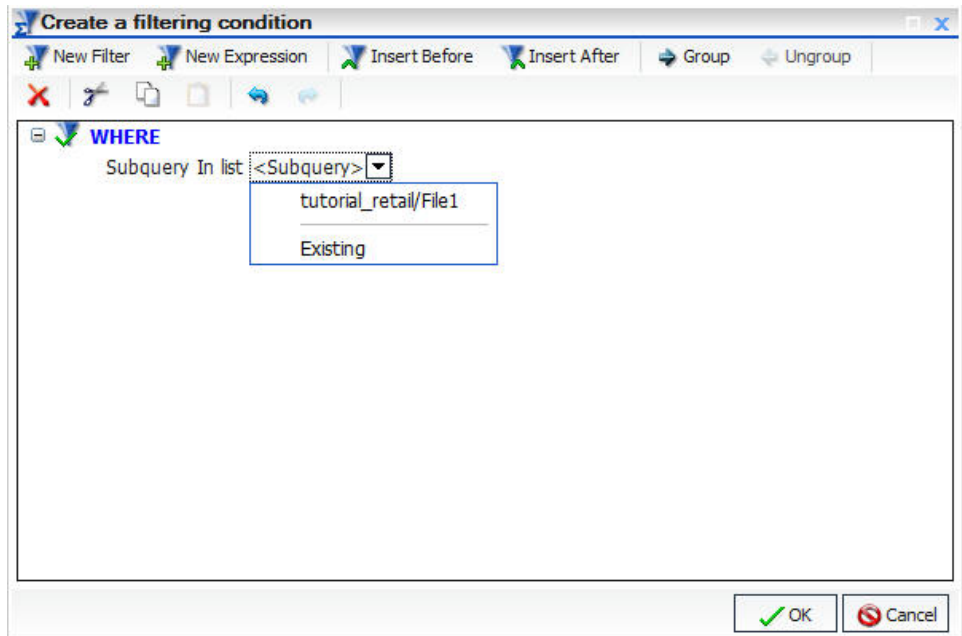 Create a filtering condition
New Filter New Expression Insert Before Insert After Group Ungroup
WHERE
Subquery In list <Subquery>
tutorial_retail/File1
Existing
OK Cancel